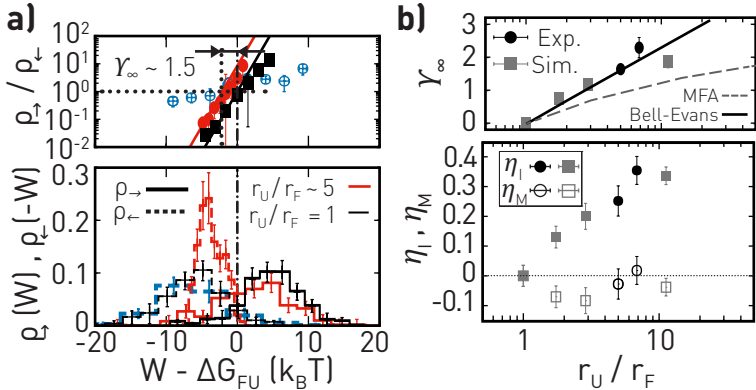 a)
ρ→ / ρ←
10²
10¹
10⁰
10⁻¹
10⁻²
ϒ∞ ~ 1.5
ρ→(W) , ρ←(-W)
0.3
0.2
0.1
0.0
ρ→
ρ←
rU/rF ~ 5
rU/rF = 1
-20 -10 0 10 20
W - ΔGFU (kBT)
b)
ϒ∞
3
2
1
0
Exp.
Sim.
MFA
Bell-Evans
ηI , ηM
0.4
0.3
0.2
0.1
0
-0.1
ηI
ηM
1 10
rU / rF